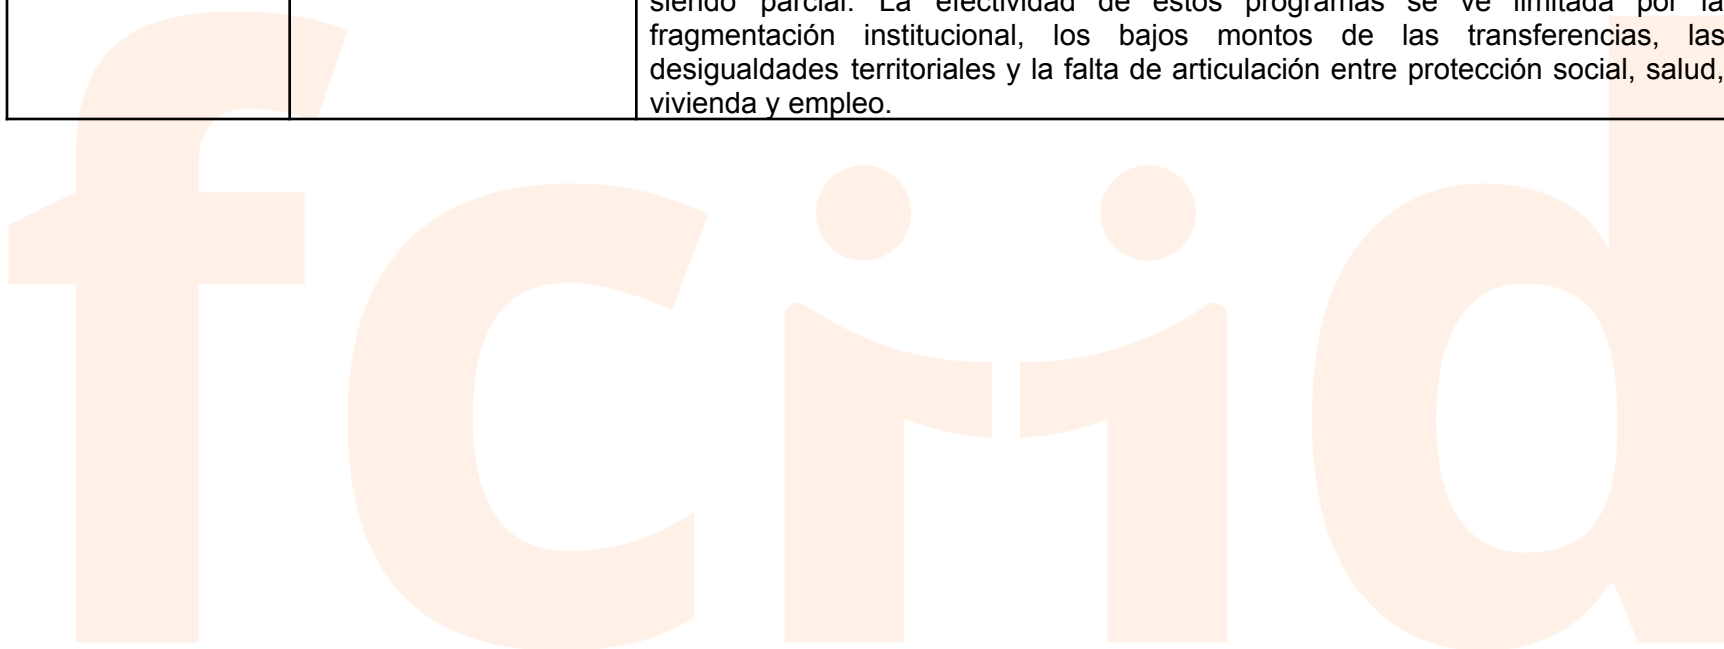 siendo parcial. La efectividad de estos programas se ve limitada por la
fragmentación institucional, los bajos montos de las transferencias, las
desigualdades territoriales y la falta de articulación entre protección social, salud,
vivienda y empleo.
fcriid